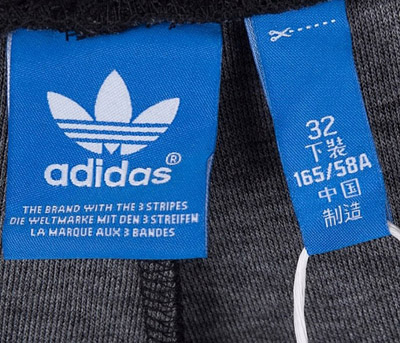 adidas®
THE BRAND WITH THE 3 STRIPES
DIE WELTMARKE MIT DEN 3 STREIFEN
LA MARQUE AUX 3 BANDES
32
下裝
165/58A
中国
制造